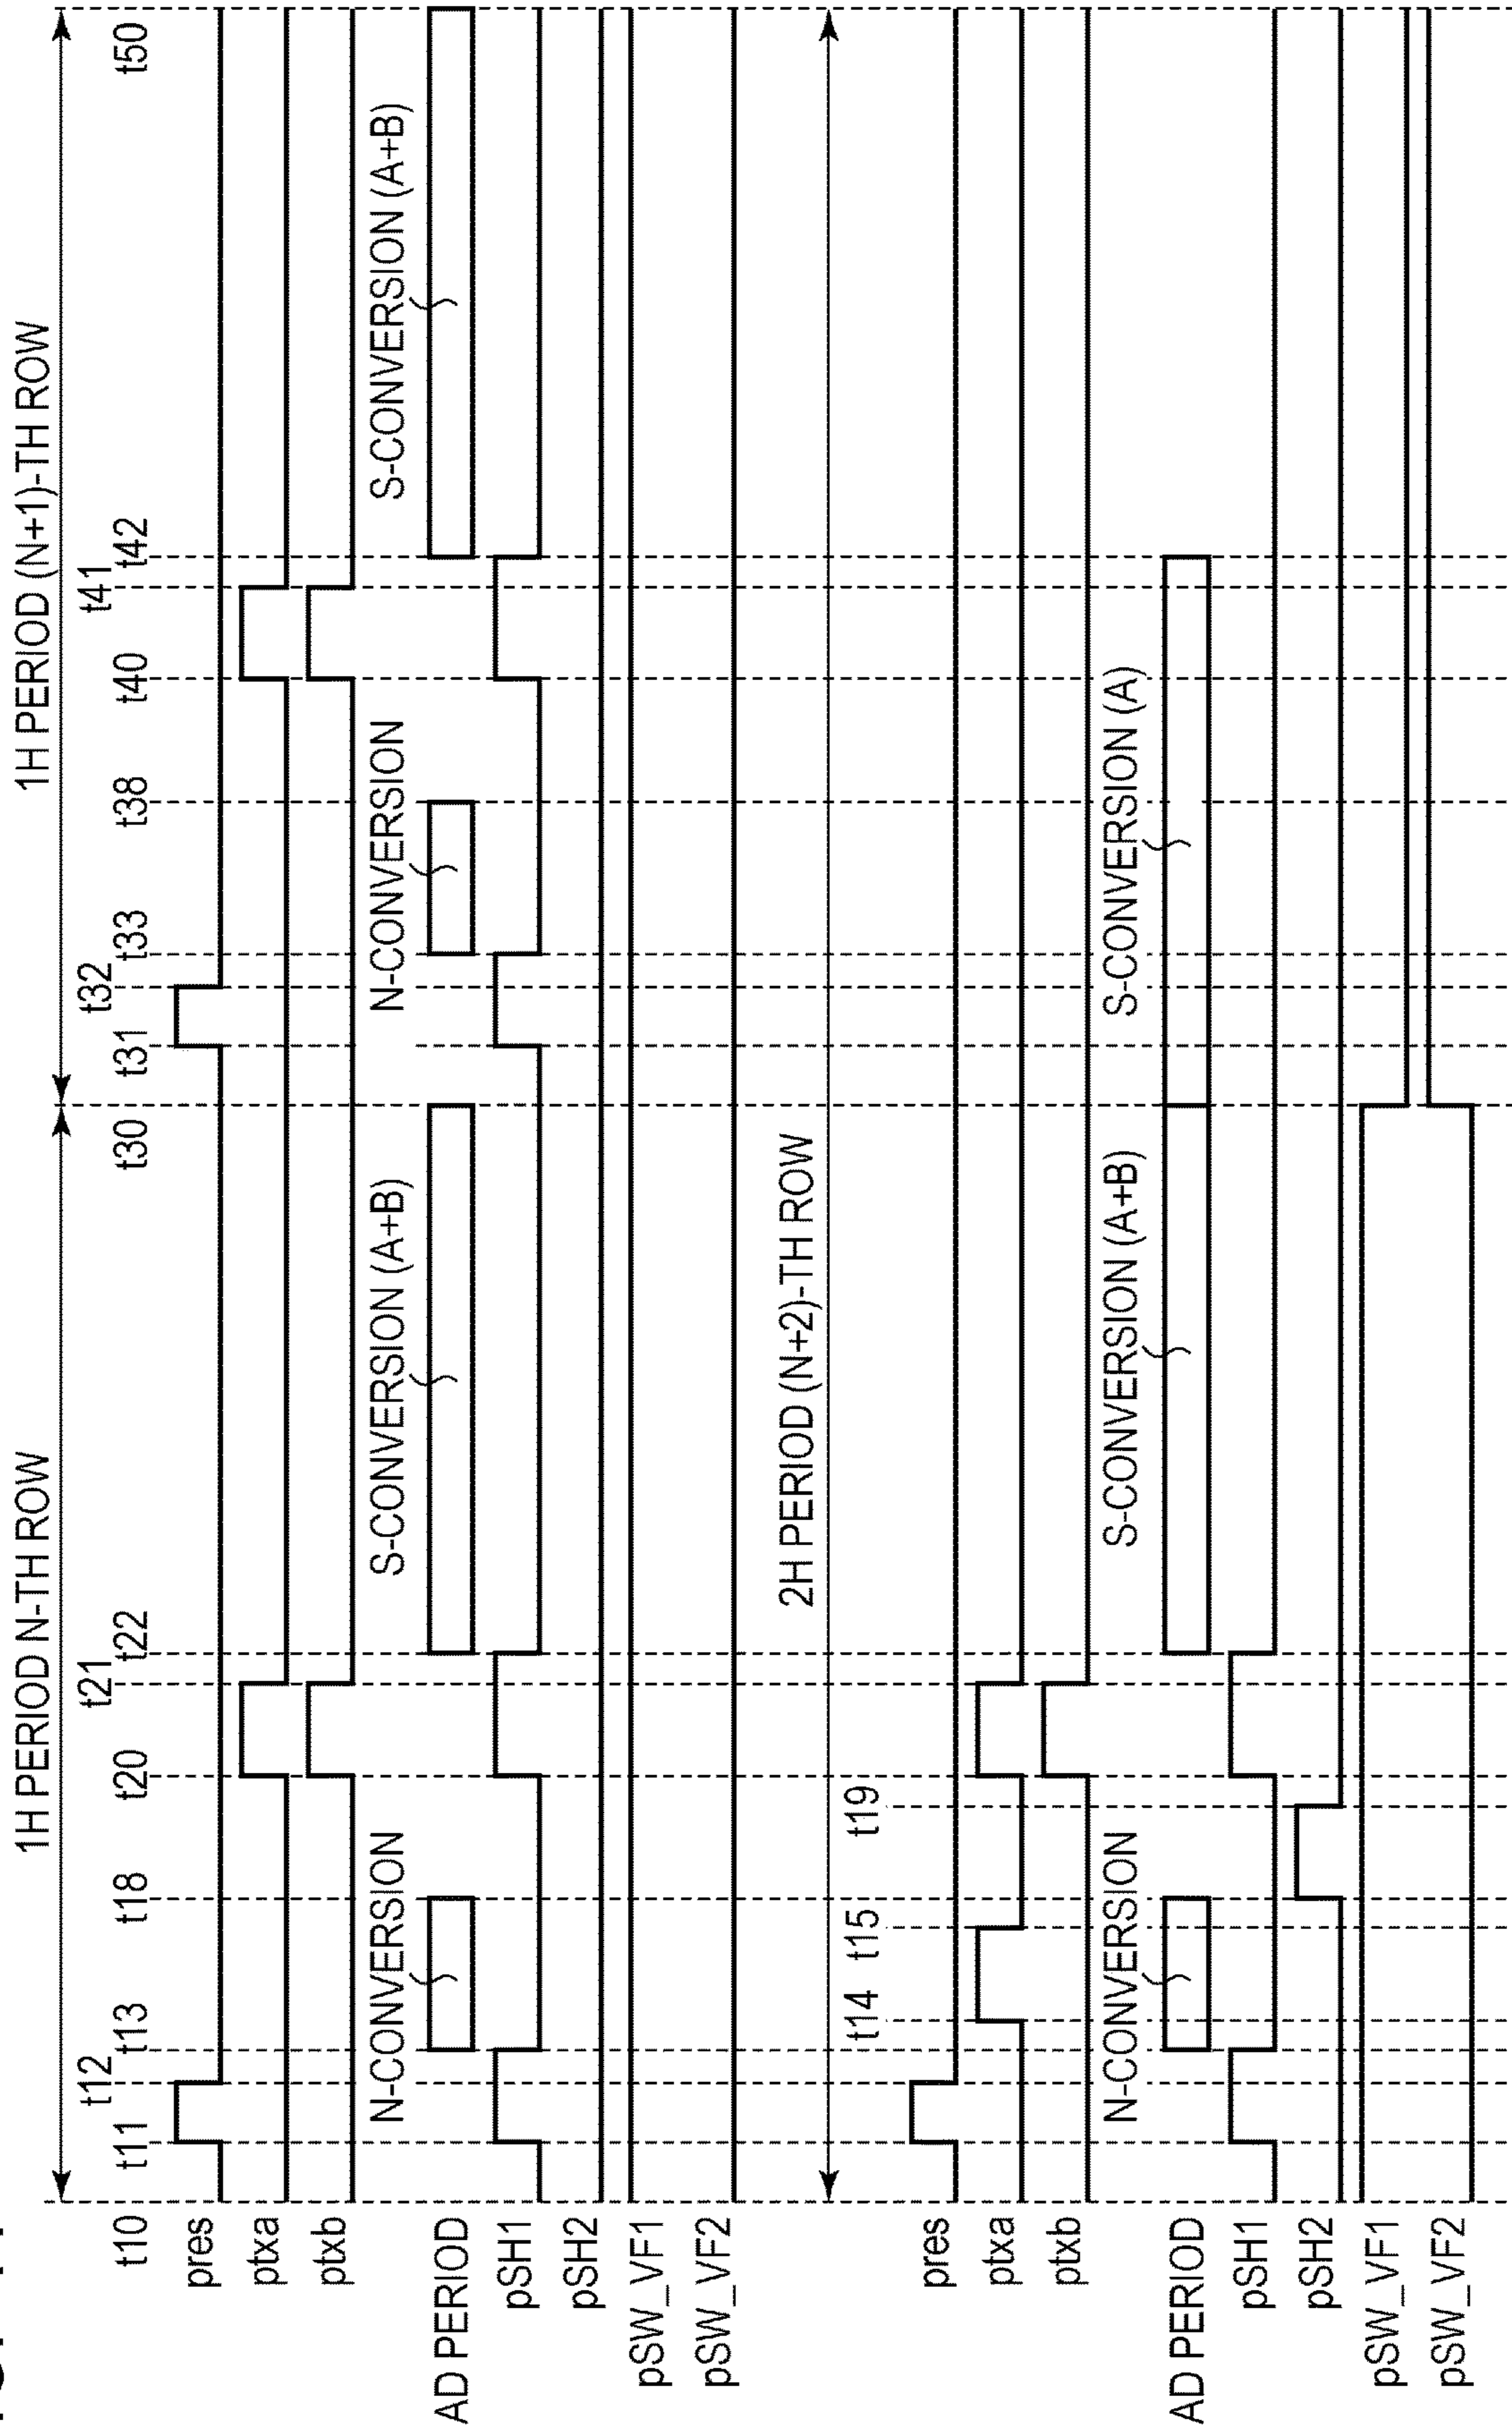 1H PERIOD N-TH ROW
1H PERIOD (N+1)-TH ROW
t10
t11
t12
t13
t18
t20
t21
t22
t30
t31
t32
t33
t38
t40
t41
t42
t50
pres
ptxa
ptxb
N-CONVERSION
S-CONVERSION (A+B)
N-CONVERSION
S-CONVERSION (A+B)
AD PERIOD
pSH1
pSH2
pSW_VF1
pSW_VF2
2H PERIOD (N+2)-TH ROW
t14
t15
t19
pres
ptxa
ptxb
N-CONVERSION
S-CONVERSION (A+B)
S-CONVERSION (A)
AD PERIOD
pSH1
pSH2
pSW_VF1
pSW_VF2